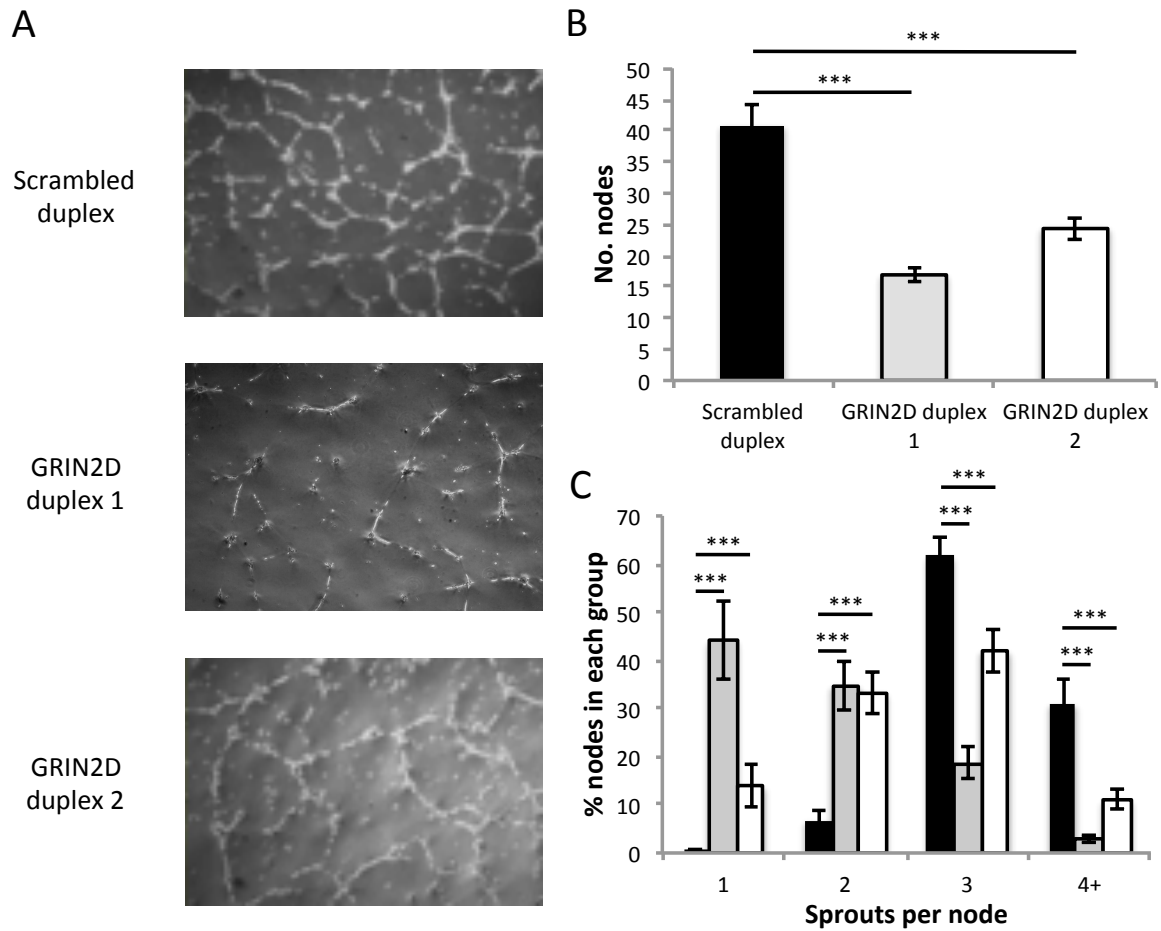 A
Scrambled
duplex
GRIN2D
duplex 1
GRIN2D
duplex 2
B
***
***
No. nodes
50
45
40
35
30
25
20
15
10
5
0
Scrambled
duplex
GRIN2D duplex
1
GRIN2D duplex
2
C
% nodes in each group
70
60
50
40
30
20
10
0
***
***
***
***
***
***
***
***
1
2
3
4+
Sprouts per node